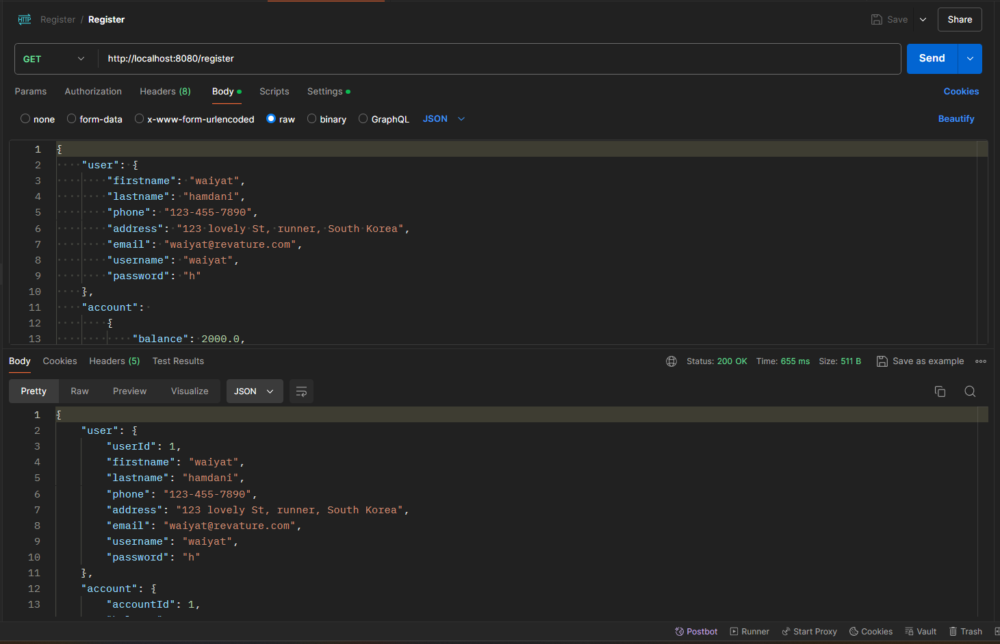 HTTP Register / Register Save Share
GET http://localhost:8080/register Send
Params Authorization Headers (8) Body Scripts Settings Cookies
none form-data x-www-form-urlencoded raw binary GraphQL JSON Beautify
1 {
2 "user": {
3 "firstname": "waiyat",
4 "lastname": "hamdani",
5 "phone": "123-455-7890",
6 "address": "123 lovely St, runner, South Korea",
7 "email": "waiyat@revature.com",
8 "username": "waiyat",
9 "password": "h"
10 },
11 "account":
12 {
13 "balance": 2000.0,
Body Cookies Headers (5) Test Results Status: 200 OK Time: 655 ms Size: 511 B Save as example
Pretty Raw Preview Visualize JSON
1 {
2 "user": {
3 "userId": 1,
4 "firstname": "waiyat",
5 "lastname": "hamdani",
6 "phone": "123-455-7890",
7 "address": "123 lovely St, runner, South Korea",
8 "email": "waiyat@revature.com",
9 "username": "waiyat",
10 "password": "h"
11 },
12 "account": {
13 "accountId": 1,
Postbot Runner Start Proxy Cookies Vault Trash